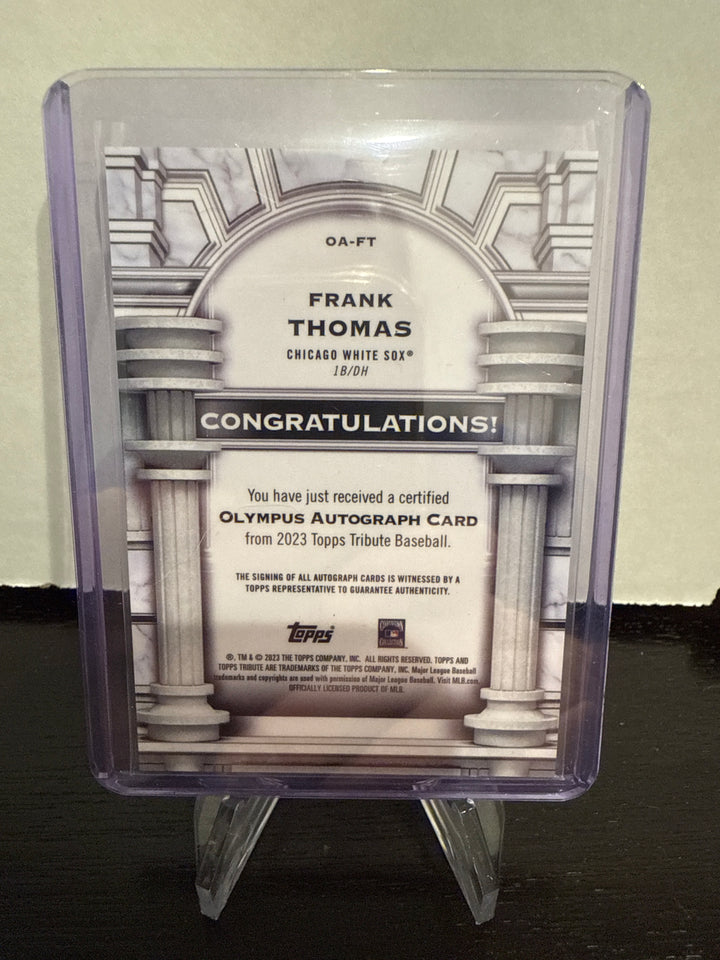 OA-FT
FRANK
THOMAS
CHICAGO WHITE SOX®
1B/DH
CONGRATULATIONS!
You have just received a certified
OLYMPUS AUTOGRAPH CARD
from 2023 Topps Tribute Baseball.
THE SIGNING OF ALL AUTOGRAPH CARDS IS WITNESSED BY A
TOPPS REPRESENTATIVE TO GUARANTEE AUTHENTICITY.
topps®
®, TM & © 2023 THE TOPPS COMPANY, INC. ALL RIGHTS RESERVED. TOPPS AND
TOPPS TRIBUTE ARE TRADEMARKS OF THE TOPPS COMPANY, INC. Major League Baseball
trademarks and copyrights are used with permission of Major League Baseball. Visit MLB.com.
OFFICIALLY LICENSED PRODUCT OF MLB.